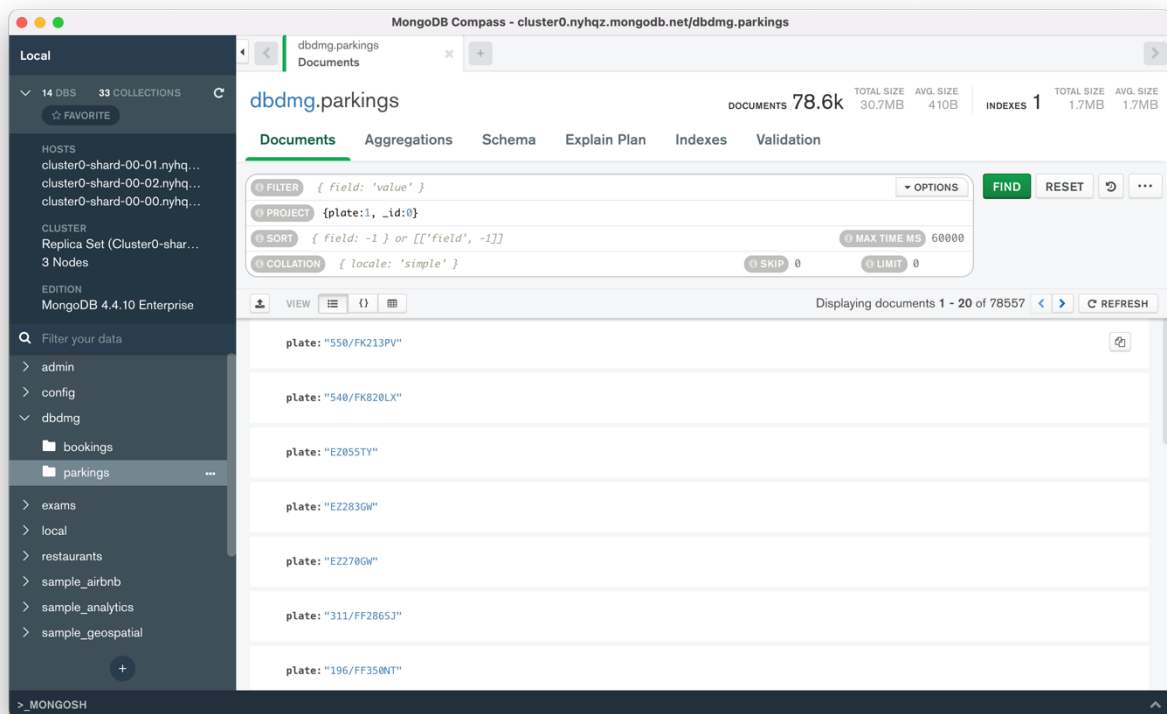 MongoDB Compass - cluster0.nyhqz.mongodb.net/dbdmg.parkings
Local
14 DBS 33 COLLECTIONS
FAVORITE
HOSTS
cluster0-shard-00-01.nyhq...
cluster0-shard-00-02.nyhq...
cluster0-shard-00-00.nyhq...
CLUSTER
Replica Set (Cluster0-shar...
3 Nodes
EDITION
MongoDB 4.4.10 Enterprise
Filter your data
admin
config
dbdmg
bookings
parkings
exams
local
restaurants
sample_airbnb
sample_analytics
sample_geospatial
dbdmg.parkings
Documents
dbdmg.parkings
DOCUMENTS 78.6k TOTAL SIZE 30.7MB AVG. SIZE 410B INDEXES 1 TOTAL SIZE 1.7MB AVG. SIZE 1.7MB
Documents Aggregations Schema Explain Plan Indexes Validation
FILTER { field: 'value' } OPTIONS FIND RESET
PROJECT {plate:1, _id:0}
SORT { field: -1 } or [['field', -1]] MAX TIME MS 60000
COLLATION { locale: 'simple' } SKIP 0 LIMIT 0
VIEW {} Displaying documents 1 - 20 of 78557 REFRESH
plate: "550/FK213PV"
plate: "540/FK820LX"
plate: "EZ055TY"
plate: "EZ283GW"
plate: "EZ270GW"
plate: "311/FF286SJ"
plate: "196/FF350NT"
>_MONGOSH